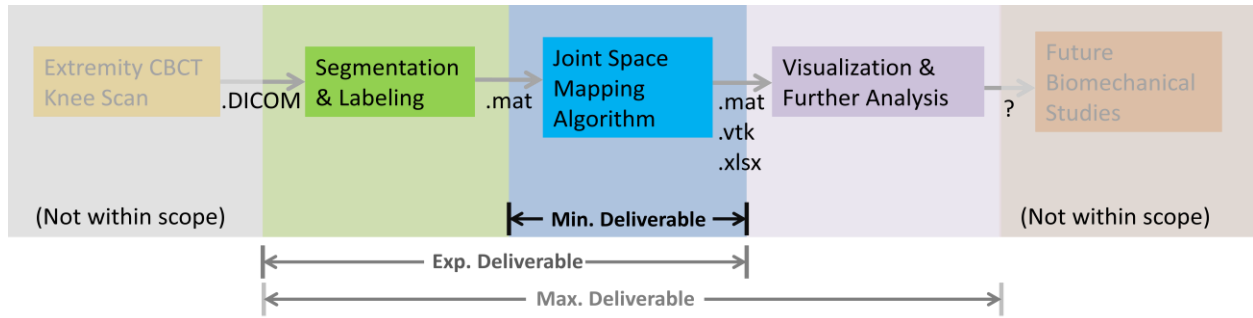 Extremity CBCT
Knee Scan
.DICOM
Segmentation
& Labeling
.mat
Joint Space
Mapping
Algorithm
.mat
.vtk
.xlsx
Visualization &
Further Analysis
?
Future
Biomechanical
Studies
(Not within scope)
Min. Deliverable
(Not within scope)
Exp. Deliverable
Max. Deliverable